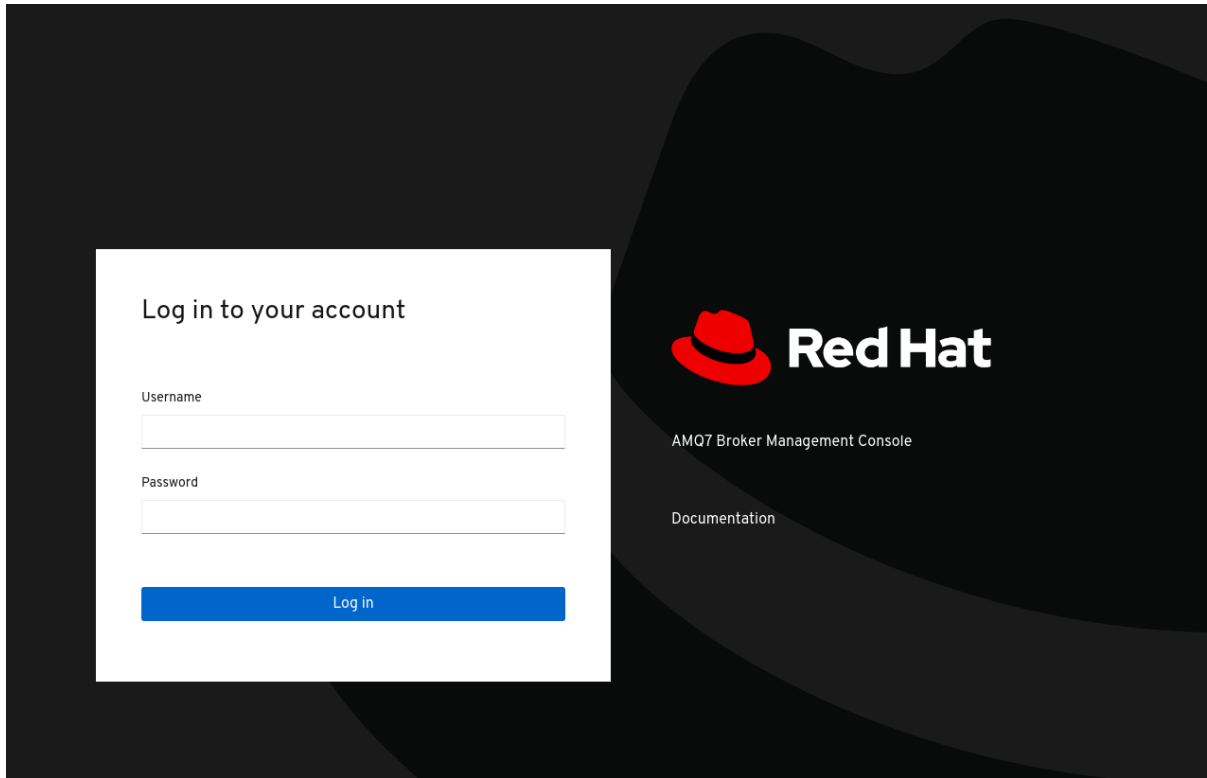 Log in to your account
Username
Password
Log in
Red Hat
AMQ7 Broker Management Console
Documentation